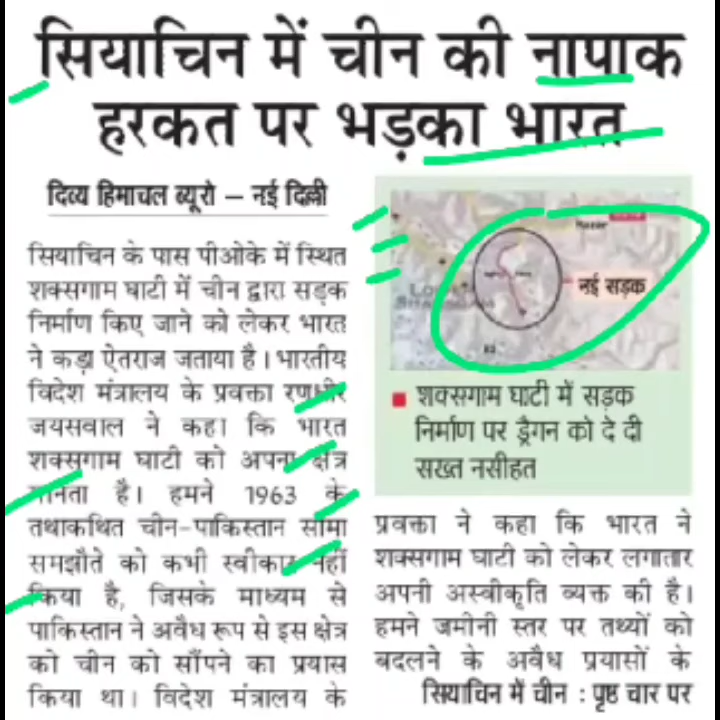 सियाचिन में चीन की नापाक
हरकत पर भड़का भारत
दिव्य हिमाचल ब्यूरो – नई दिल्ली
सियाचिन के पास पीओके में स्थित
शक्सगाम घाटी में चीन द्वारा सड़क
निर्माण किए जाने को लेकर भारत
ने कड़ा ऐतराज जताया है। भारतीय
विदेश मंत्रालय के प्रवक्ता रणधीर
जयसवाल ने कहा कि भारत
शक्सगाम घाटी को अपना क्षेत्र
मानता है। हमने 1963 के
तथाकथित चीन-पाकिस्तान सीमा
समझौते को कभी स्वीकार नहीं
किया है, जिसके माध्यम से
पाकिस्तान ने अवैध रूप से इस क्षेत्र
को चीन को सौंपने का प्रयास
किया था। विदेश मंत्रालय के
नई सड़क
शक्सगाम घाटी में सड़क
निर्माण पर ड्रैगन को दे दी
सख्त नसीहत
प्रवक्ता ने कहा कि भारत ने
शक्सगाम घाटी को लेकर लगातार
अपनी अस्वीकृति व्यक्त की है।
हमने जमीनी स्तर पर तथ्यों को
बदलने के अवैध प्रयासों के
सियाचिन में चीन : पृष्ठ चार पर